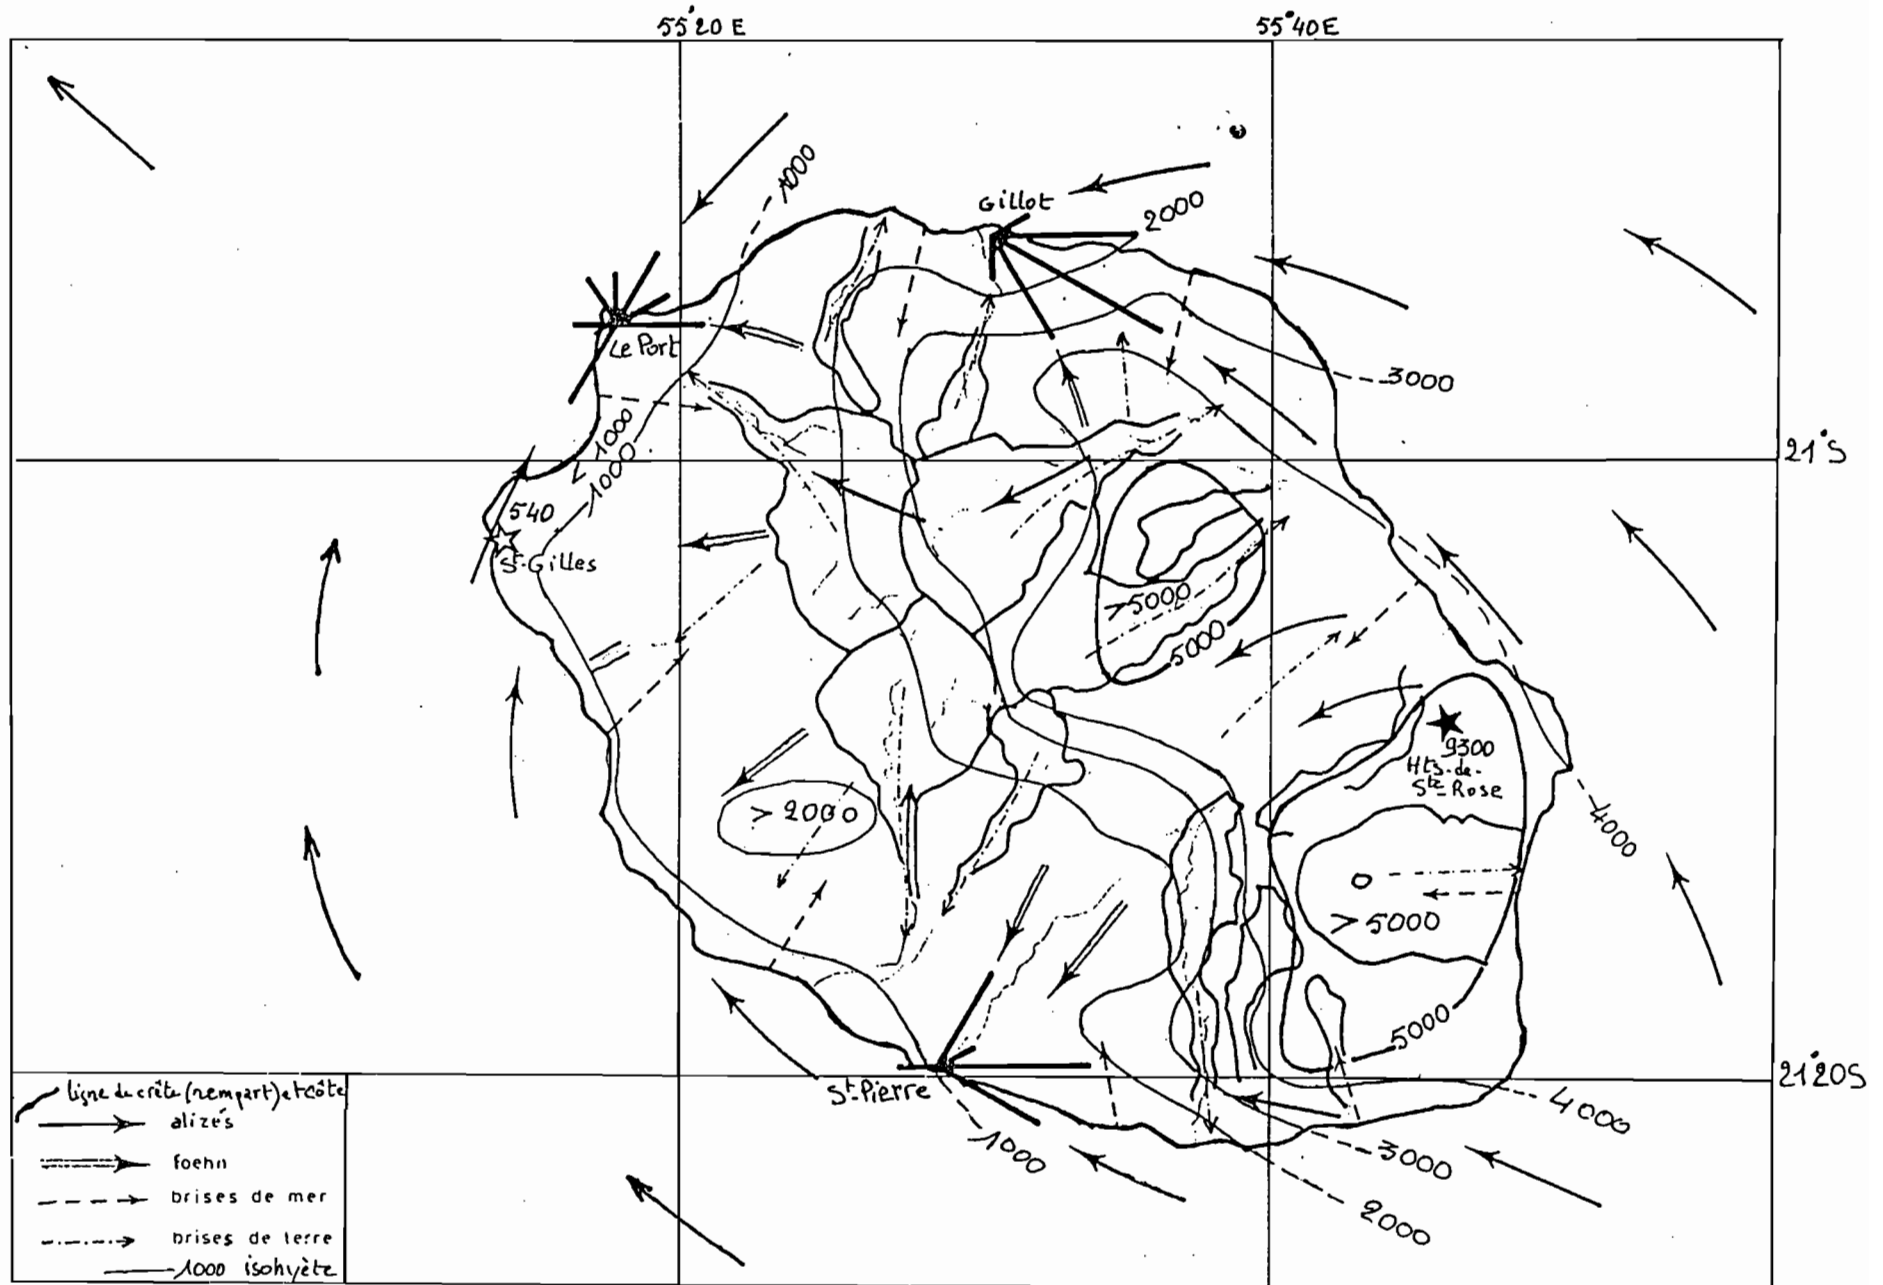 55°20 E
55°40 E
1000
Gillot
2000
Le Port
3000
1000
21°S
1000
540
St-Gilles
>5000
5000
9300
Hts-de-
Ste-Rose
> 2000
4000
> 5000
5000
St-Pierre
21°20S
1000
4000
3000
2000
ligne de crête (rempart) et côte
alizés
foehn
brises de mer
brises de terre
1000 isohyète